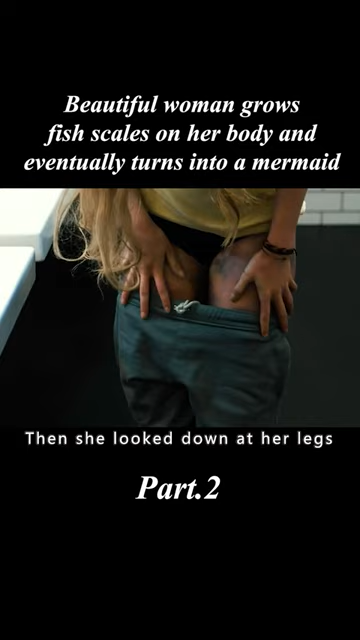 Beautiful woman grows
fish scales on her body and
eventually turns into a mermaid
Then she looked down at her legs
Part.2